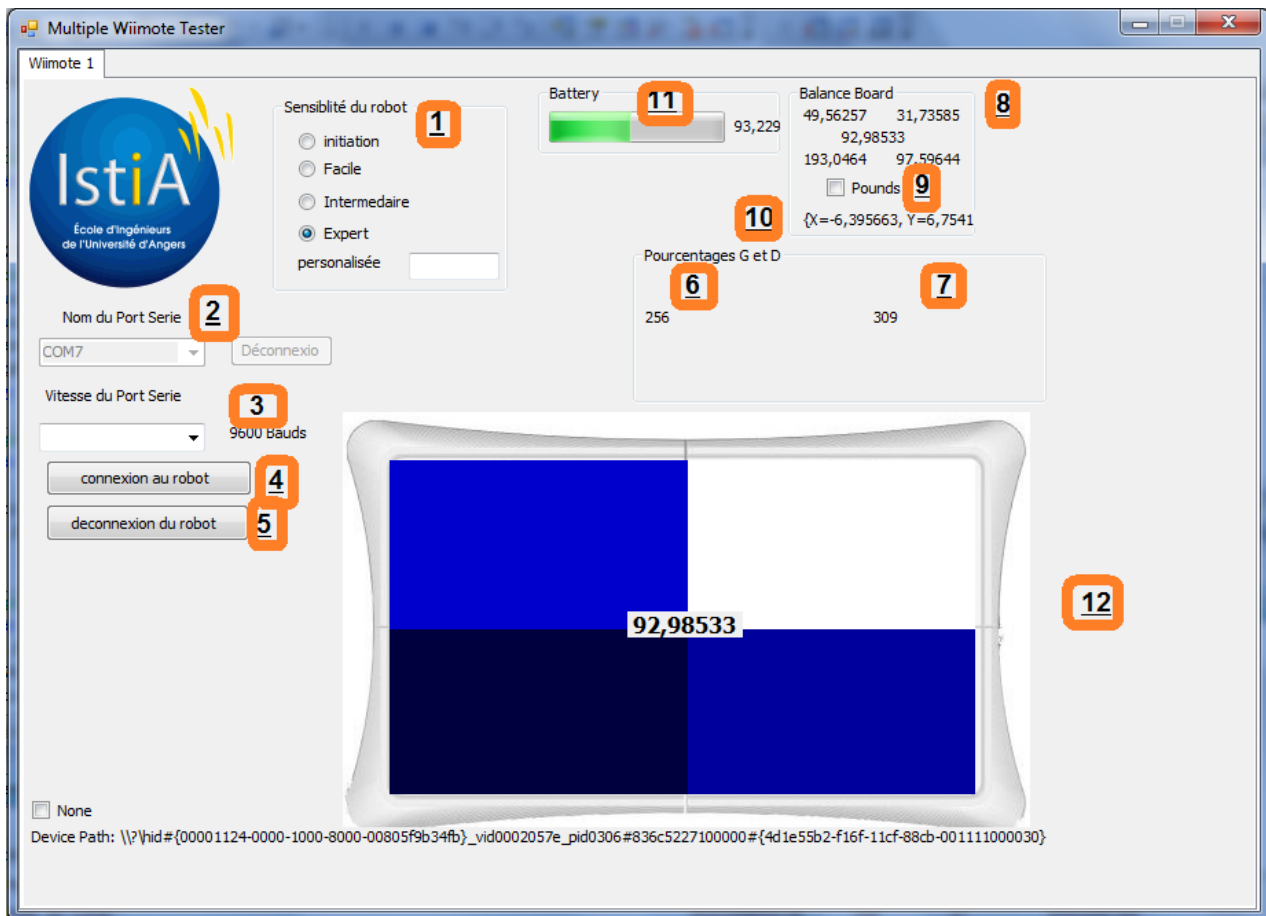 Multiple Wiimote Tester
Wiimote 1
IstiA
École d'Ingénieurs
de l'Université d'Angers
Sensiblité du robot
1
initiation
Facile
Intermedaire
Expert
personalisée
Battery
11
93,229
Balance Board
8
49,56257 31,73585
92,98533
193,0464 97,59644
Pounds
9
10
{X=-6,395663, Y=6,7541
Pourcentages G et D
6
7
256
309
Nom du Port Serie
2
COM7
Déconnexio
Vitesse du Port Serie
3
9600 Bauds
connexion au robot
4
deconnexion du robot
5
92,98533
12
None
Device Path: \\?\hid#{00001124-0000-1000-8000-00805f9b34fb}_vid0002057e_pid0306#836c5227100000#{4d1e55b2-f16f-11cf-88cb-001111000030}